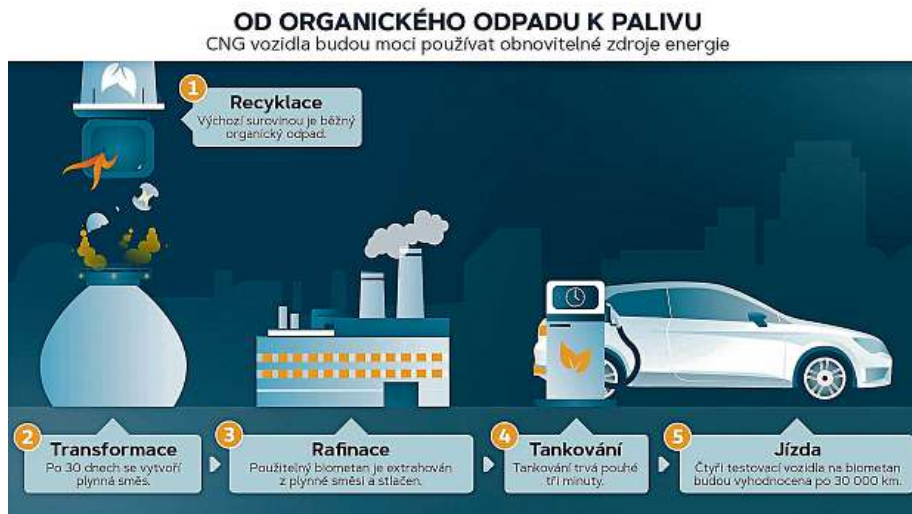 OD ORGANICKÉHO ODPADU K PALIVU
CNG vozidla budou moci používat obnovitelné zdroje energie
1
Recyklace
Výchozí surovinou je běžný
organický odpad.
2
Transformace
Po 30 dnech se vytvoří
plynná směs.
3
Rafinace
Použitelný biometan je extrahován
z plynné směsi a stlačen.
4
Tankování
Tankování trvá pouhé
tři minuty.
5
Jízda
Čtyři testovací vozidla na biometan
budou vyhodnocena po 30 000 km.